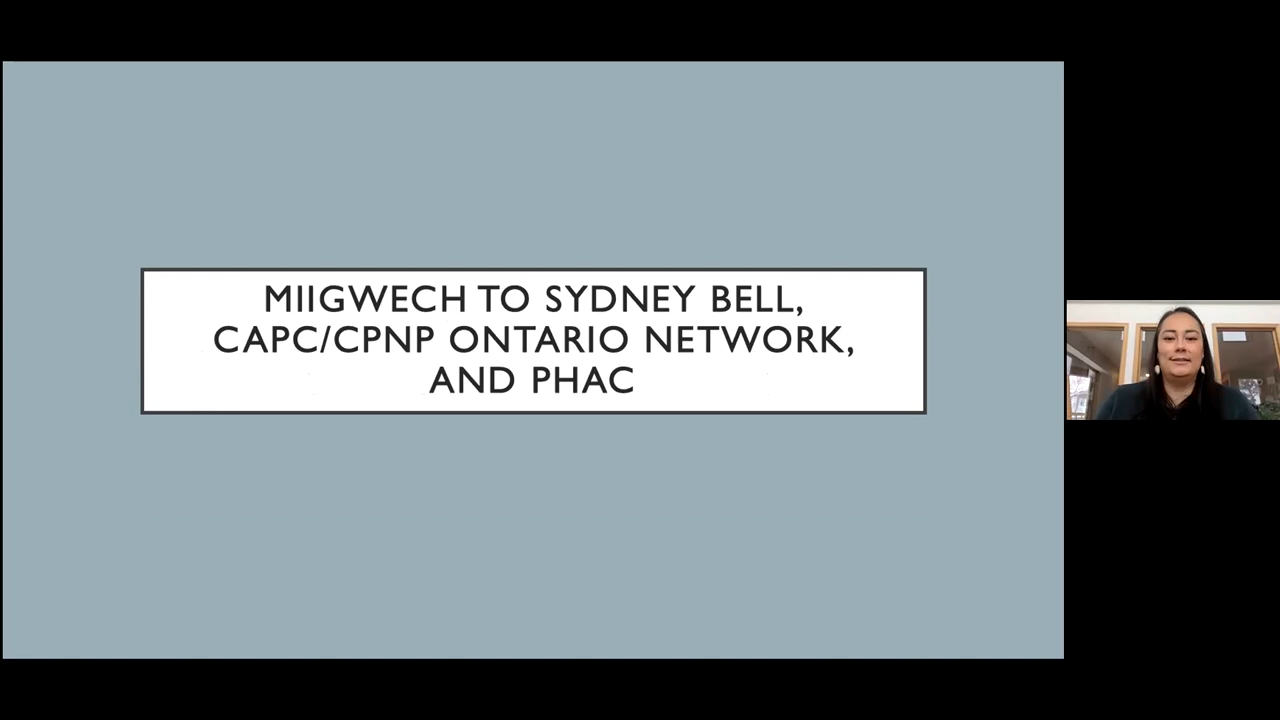 MIIGWECH TO SYDNEY BELL,
CAPC/CPNP ONTARIO NETWORK,
AND PHAC